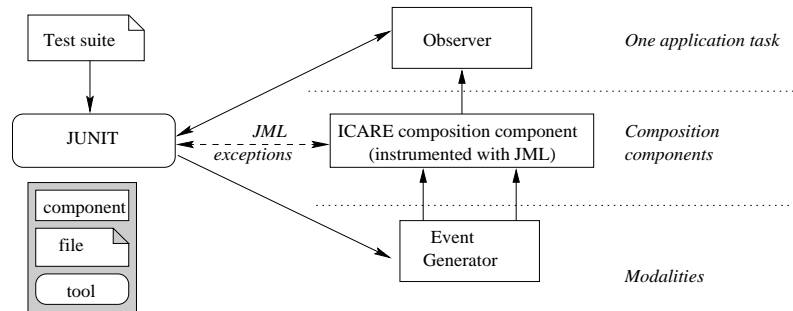 Test suite
Observer
One application task
JUNIT
JML
exceptions
ICARE composition component
(instrumented with JML)
Composition
components
component
file
tool
Event
Generator
Modalities